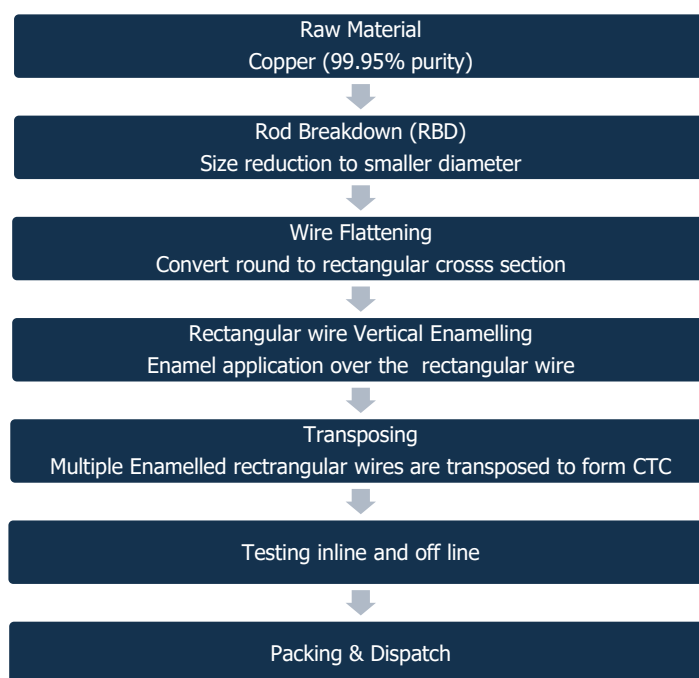 Raw Material
Copper (99.95% purity)
Rod Breakdown (RBD)
Size reduction to smaller diameter
Wire Flattening
Convert round to rectangular crosss section
Rectangular wire Vertical Enamelling
Enamel application over the rectangular wire
Transposing
Multiple Enamelled rectrangular wires are transposed to form CTC
Testing inline and off line
Packing & Dispatch